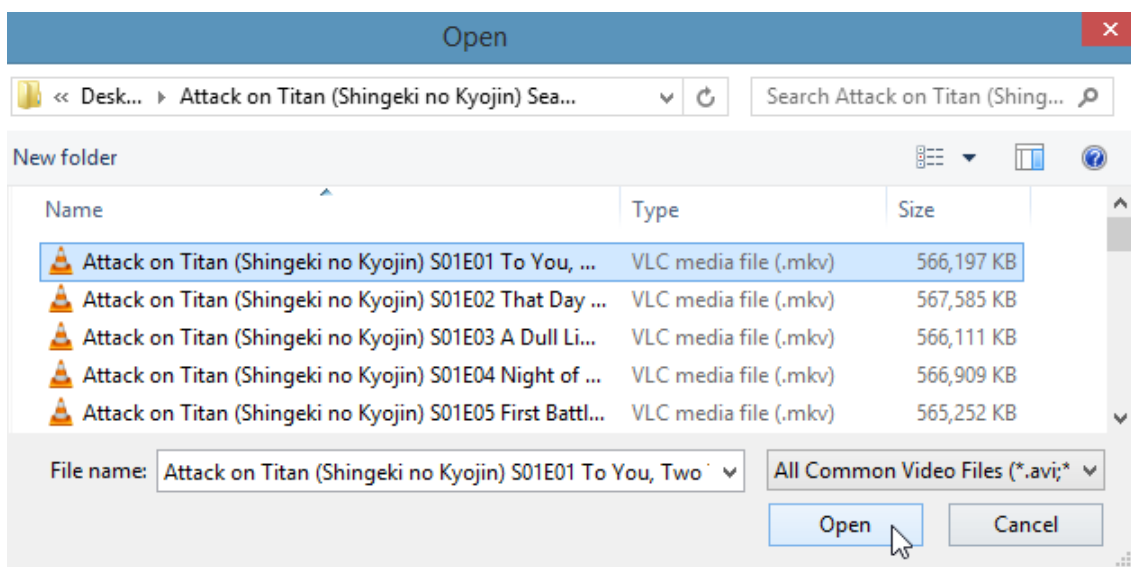 Open
« Desk... Attack on Titan (Shingeki no Kyojin) Sea... Search Attack on Titan (Shing...
New folder
Name Type Size
Attack on Titan (Shingeki no Kyojin) S01E01 To You, ... VLC media file (.mkv) 566,197 KB
Attack on Titan (Shingeki no Kyojin) S01E02 That Day ... VLC media file (.mkv) 567,585 KB
Attack on Titan (Shingeki no Kyojin) S01E03 A Dull Li... VLC media file (.mkv) 566,111 KB
Attack on Titan (Shingeki no Kyojin) S01E04 Night of ... VLC media file (.mkv) 566,909 KB
Attack on Titan (Shingeki no Kyojin) S01E05 First Battl... VLC media file (.mkv) 565,252 KB
File name: Attack on Titan (Shingeki no Kyojin) S01E01 To You, Two All Common Video Files (*.avi;*
Open Cancel